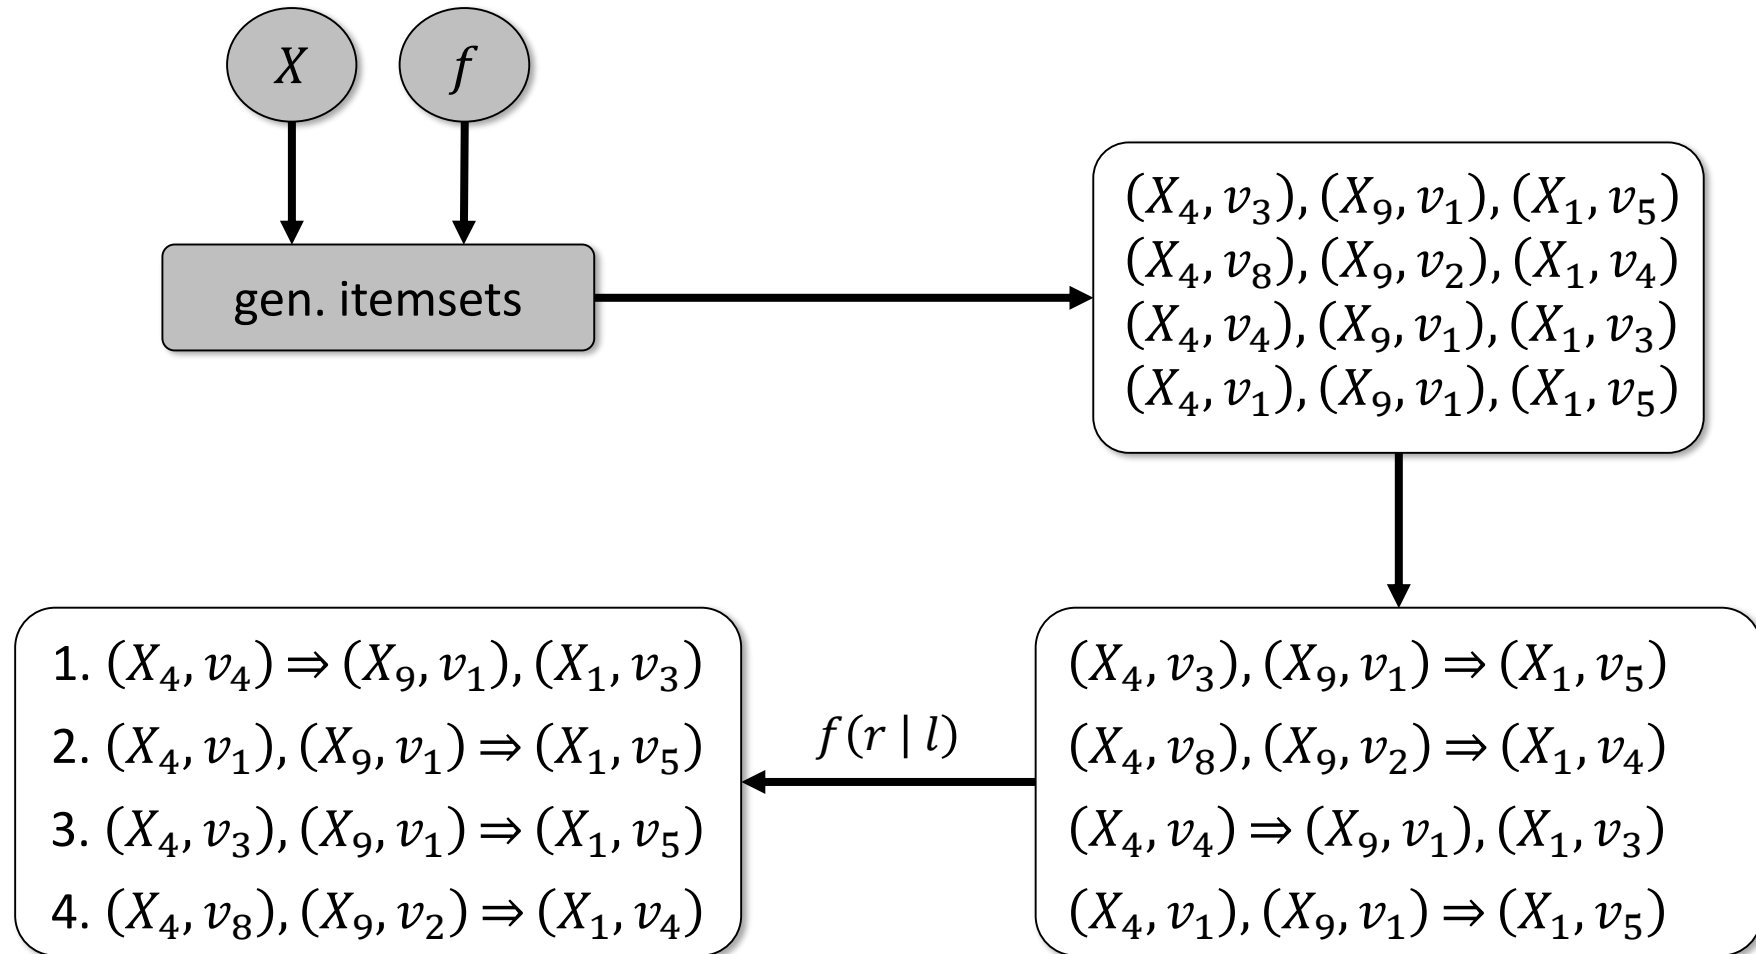 X
f
gen. itemsets
(X₄, v₃), (X₉, v₁), (X₁, v₅)
(X₄, v₈), (X₉, v₂), (X₁, v₄)
(X₄, v₄), (X₉, v₁), (X₁, v₃)
(X₄, v₁), (X₉, v₁), (X₁, v₅)
(X₄, v₃), (X₉, v₁) ⇒ (X₁, v₅)
(X₄, v₈), (X₉, v₂) ⇒ (X₁, v₄)
(X₄, v₄) ⇒ (X₉, v₁), (X₁, v₃)
(X₄, v₁), (X₉, v₁) ⇒ (X₁, v₅)
f(r | l)
1. (X₄, v₄) ⇒ (X₉, v₁), (X₁, v₃)
2. (X₄, v₁), (X₉, v₁) ⇒ (X₁, v₅)
3. (X₄, v₃), (X₉, v₁) ⇒ (X₁, v₅)
4. (X₄, v₈), (X₉, v₂) ⇒ (X₁, v₄)